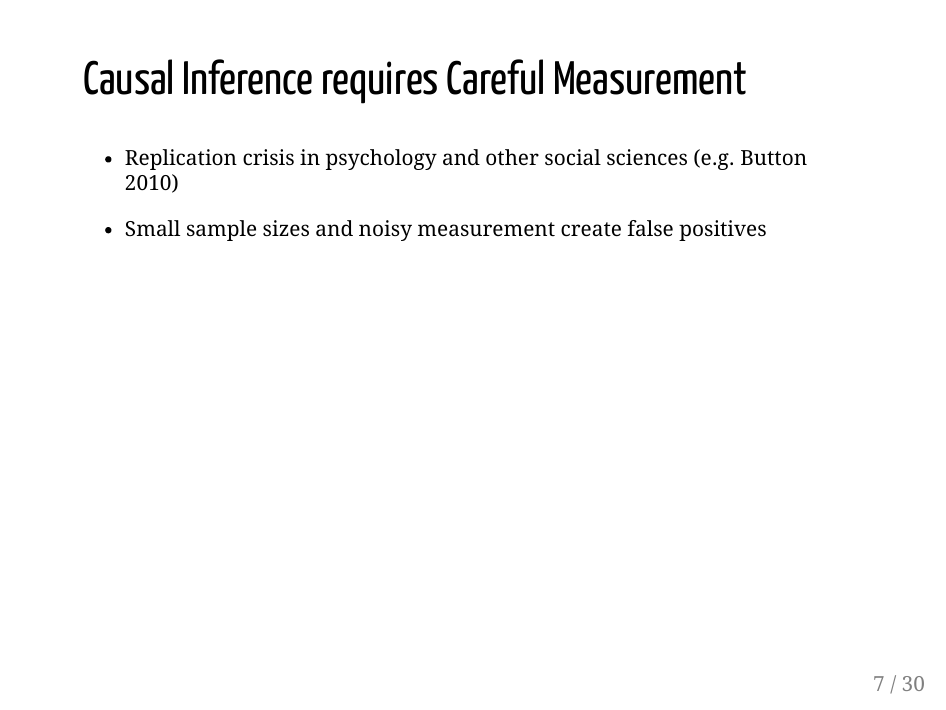 Causal Inference requires Careful Measurement
• Replication crisis in psychology and other social sciences (e.g. Button
2010)
• Small sample sizes and noisy measurement create false positives
7 / 30